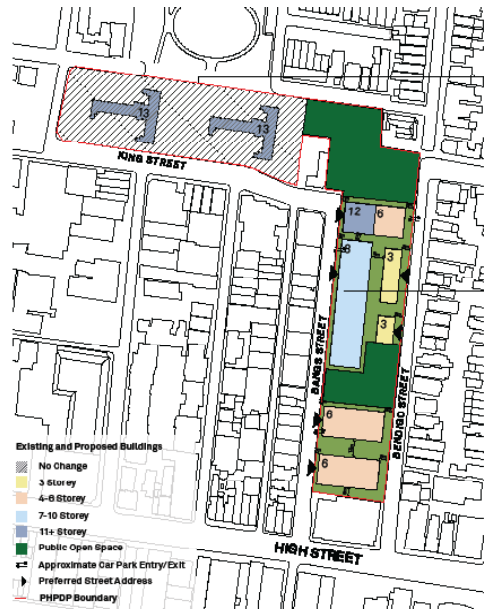 13
13
KING STREET
12
6
8
3
3
BANGS STREET
BENDIGO STREET
6
6
Existing and Proposed Buildings
No Change
3 Storey
4-6 Storey
7-10 Storey
11+ Storey
Public Open Space
Approximate Car Park Entry/Exit
Preferred Street Address
PHPDP Boundary
HIGH STREET